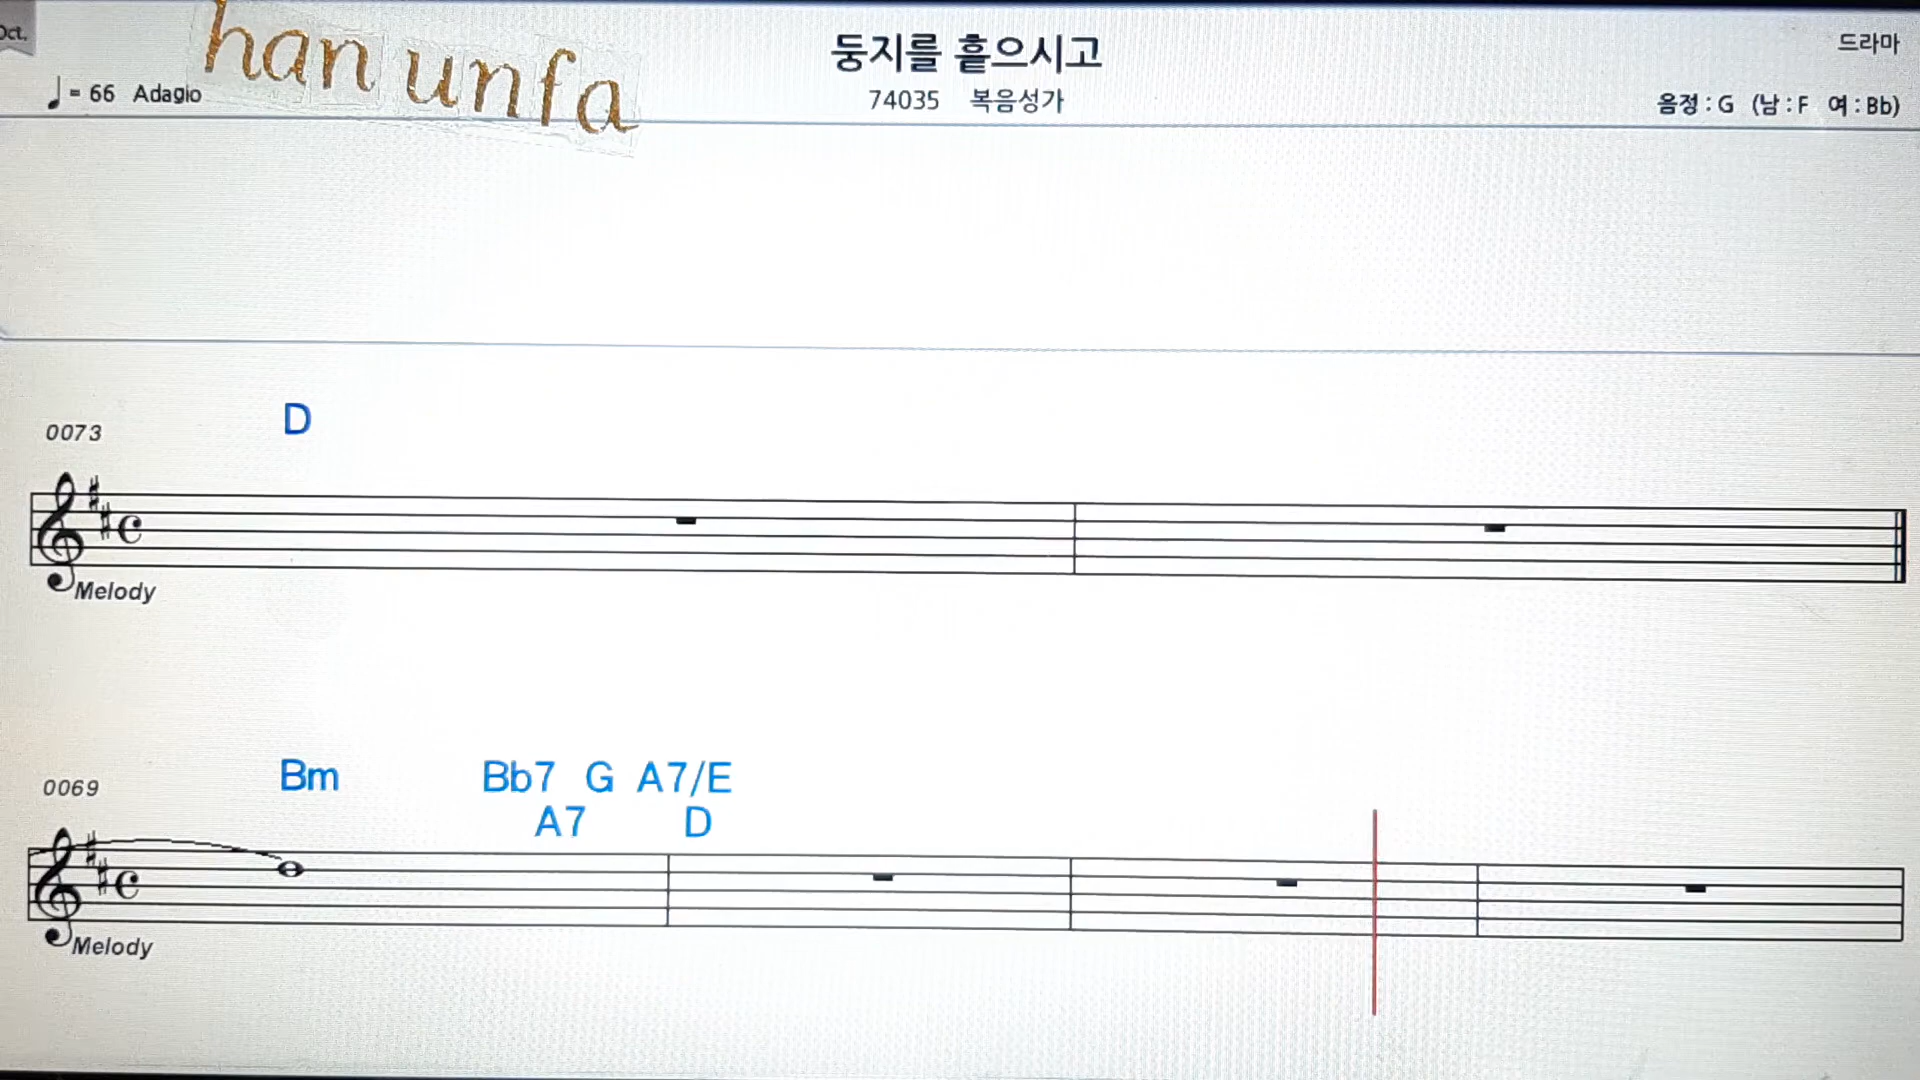 Oct.
han unfa
♩ = 66 Adagio
둥지를 흩으시고
74035 복음성가
드라마
음정 : G (남 : F 여 : Bb)
0073
D
Melody
0069
Bm Bb7 G A7/E
A7 D
Melody